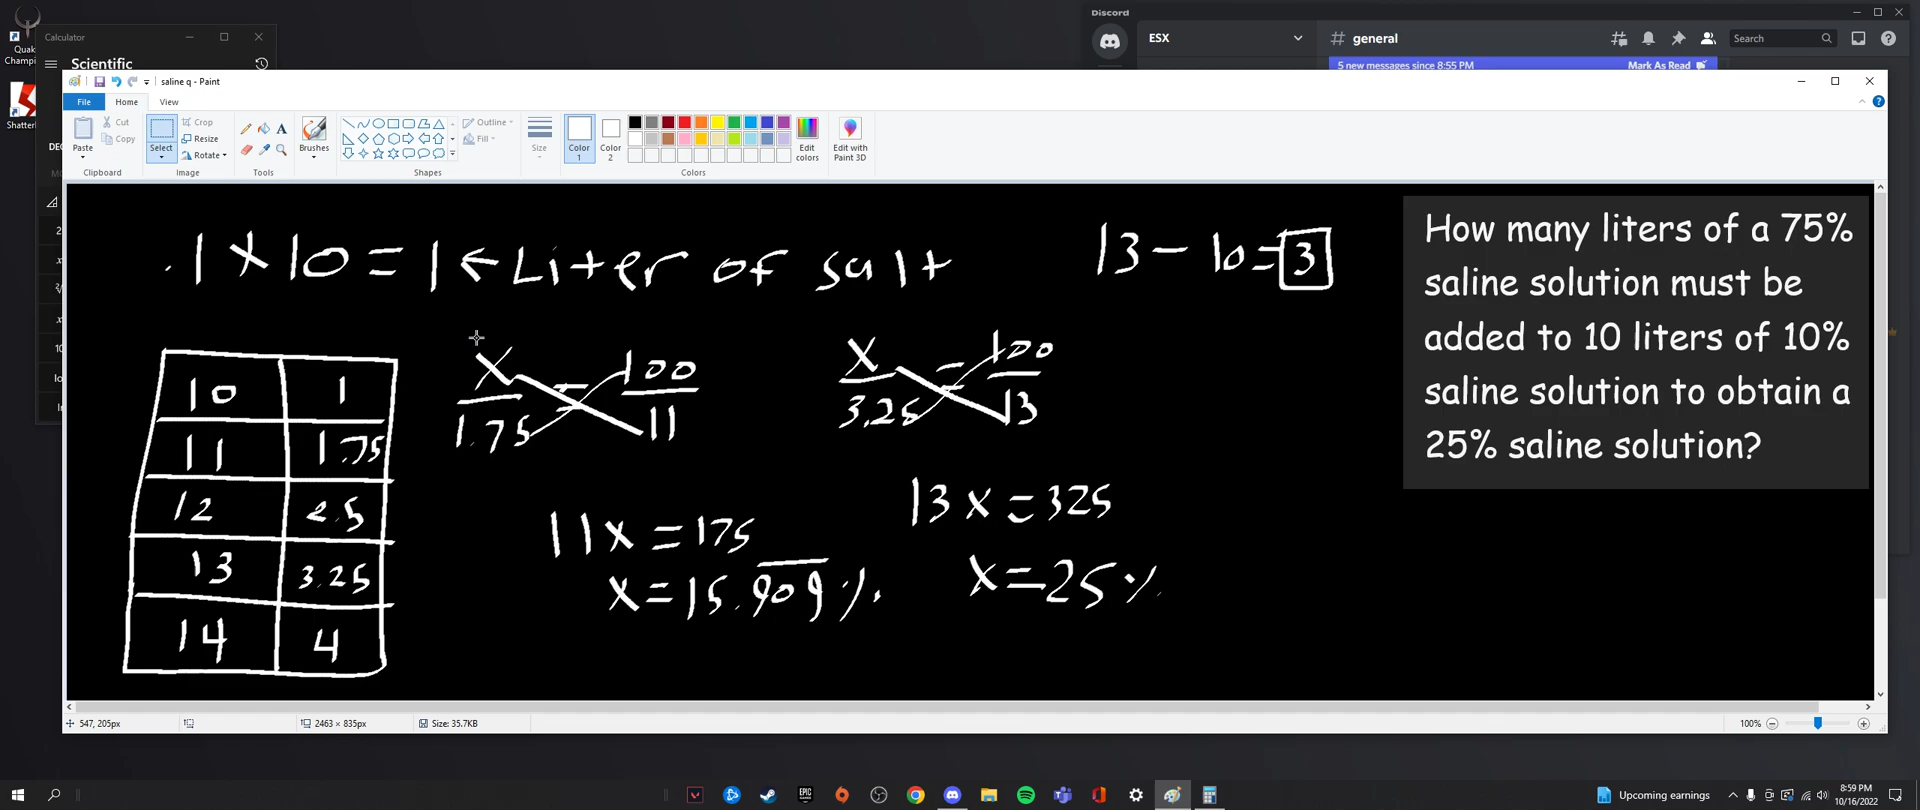 Quak
Champi...
Shatterl
Calculator
Scientific
Discord
ESX
# general
Search
5 new messages since 8:55 PM
Mark As Read
saline q - Paint
File
Home
View
Paste
Cut
Copy
Clipboard
Select
Crop
Resize
Rotate
Image
Tools
Brushes
Outline
Fill
Shapes
Size
Color
1
Color
2
Edit
colors
Colors
Edit with
Paint 3D
.1 x 10 = 1 ← Liter of salt
13 - 10 = 3
How many liters of a 75%
saline solution must be
added to 10 liters of 10%
saline solution to obtain a
25% saline solution?
10 1
11 1.75
12 2.5
13 3.25
14 4
x/1.75 = 100/11
11x = 175
x = 15.909%
x/3.25 = 100/13
13x = 325
x = 25%
547, 205px
2463 × 835px
Size: 35.7KB
100%
Upcoming earnings
8:59 PM
10/16/2022